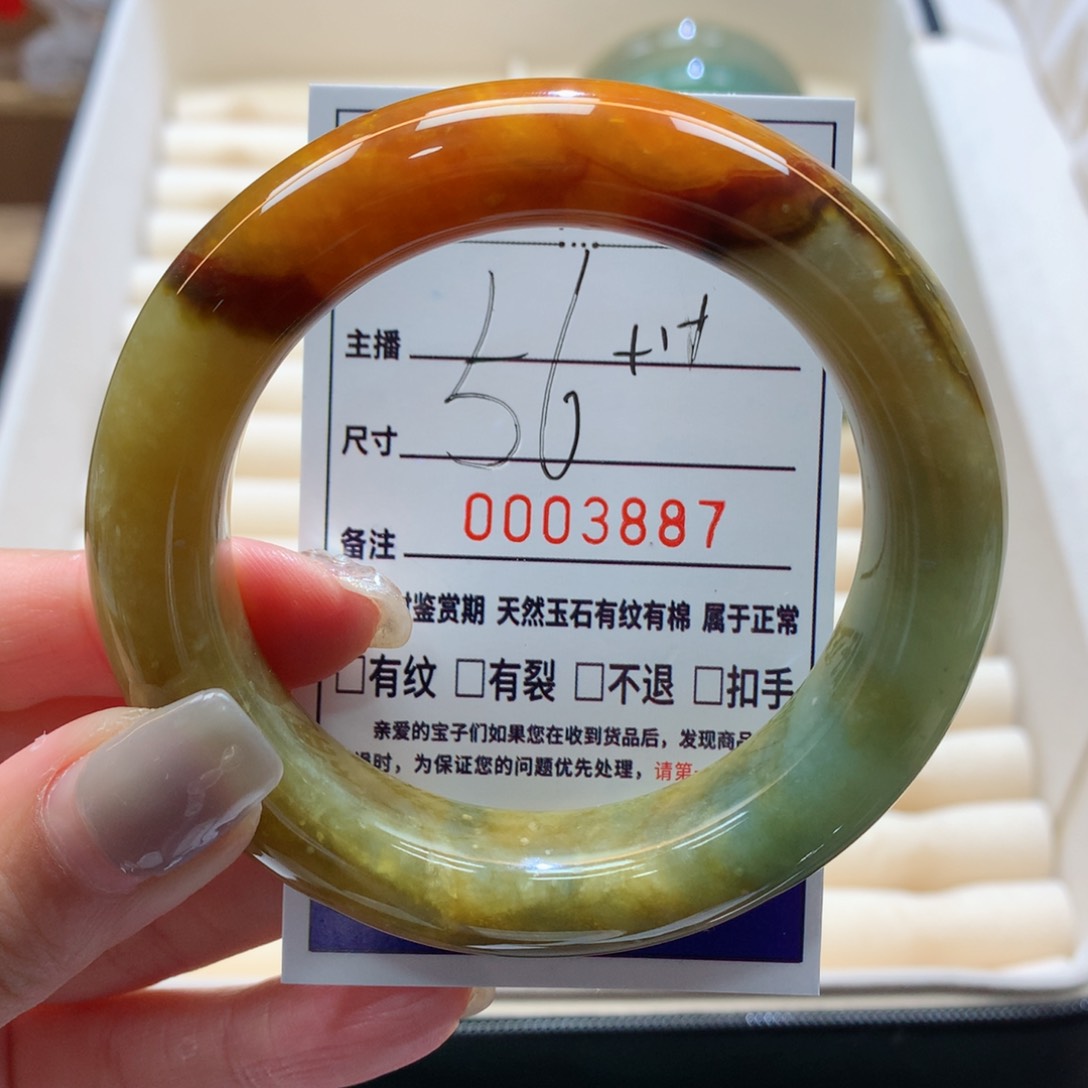 主播
尺寸 56
备注 0003887
鉴赏期 天然玉石有纹有棉 属于正常
□有纹 □有裂 □不退 □扣手
亲爱的宝子们如果您在收到货品后，发现商品
时，为保证您的问题优先处理，请第一